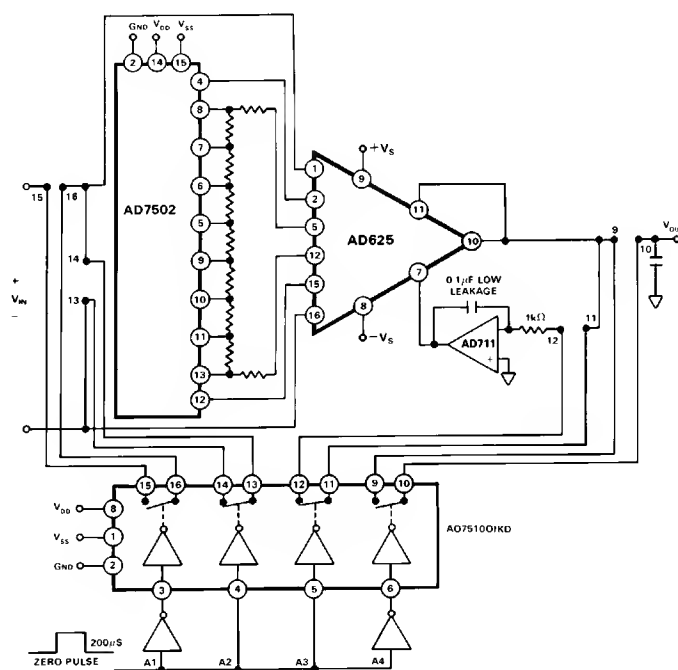 GND VDD VSS
2 14 15
4
8
7
6
5
9
10
11
13
12
AD7502
15 16
14
13
+
VIN
−
+VS
9
1
2
5
12
15
16
11
10
7
8
AD625
−VS
0.1µF LOW
LEAKAGE
1kΩ
AD711
+
12
11
9
10
VOU
15 16 14 13 12 11 9 10
VDD 8
VSS 1
GND 2
AO7510OIKD
3 4 5 6
200µS
ZERO PULSE
A1 A2 A3 A4